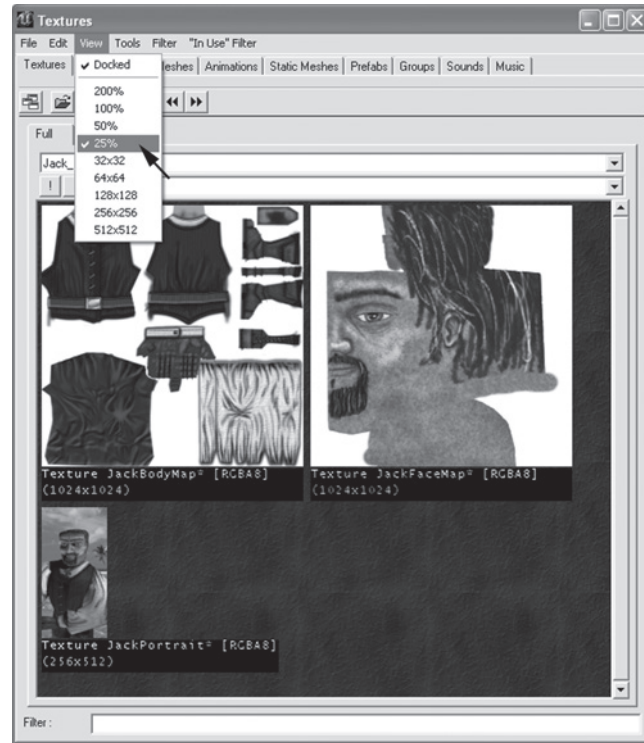 Textures
File Edit View Tools Filter "In Use" Filter
Textures Meshes Animations Static Meshes Prefabs Groups Sounds Music
Docked
200%
100%
50%
25%
32x32
64x64
128x128
256x256
512x512
Full
Jack_
!
Texture JackBodyMap* [RGBA8]
(1024x1024)
Texture JackFaceMap* [RGBA8]
(1024x1024)
Texture JackPortrait* [RGBA8]
(256x512)
Filter :